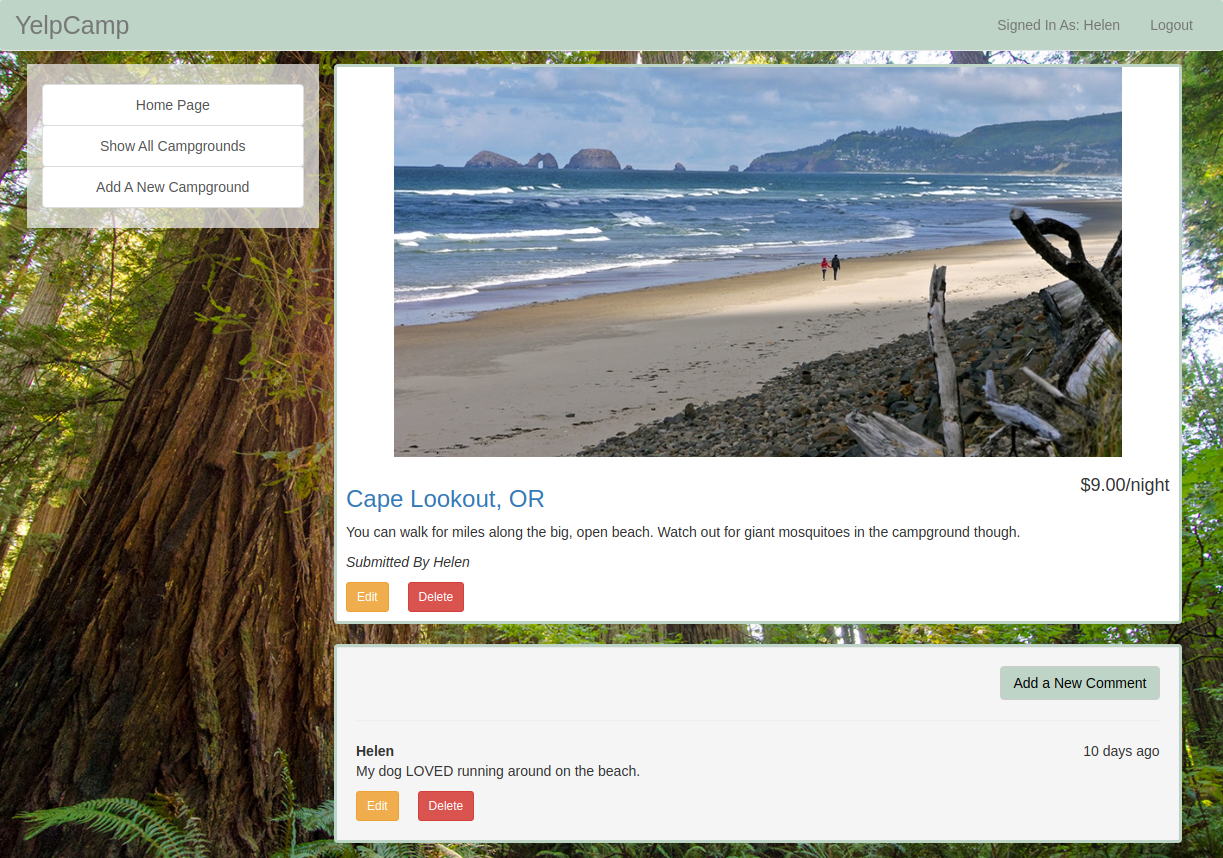 YelpCamp
Signed In As: Helen
Logout
Home Page
Show All Campgrounds
Add A New Campground
$9.00/night
Cape Lookout, OR
You can walk for miles along the big, open beach. Watch out for giant mosquitoes in the campground though.
Submitted By Helen
Edit
Delete
Add a New Comment
Helen
10 days ago
My dog LOVED running around on the beach.
Edit
Delete